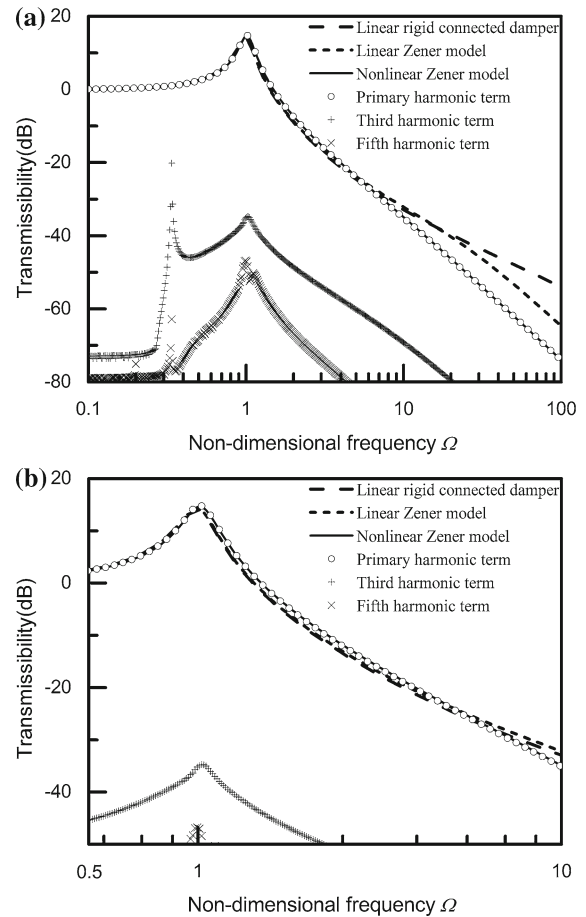 (a)
20
0
-20
-40
-60
-80
Transmissibility(dB)
Linear rigid connected damper
Linear Zener model
Nonlinear Zener model
Primary harmonic term
Third harmonic term
Fifth harmonic term
0.1
1
10
100
Non-dimensional frequency Ω
(b)
20
0
-20
-40
Transmissibility(dB)
Linear rigid connected damper
Linear Zener model
Nonlinear Zener model
Primary harmonic term
Third harmonic term
Fifth harmonic term
0.5
1
10
Non-dimensional frequency Ω